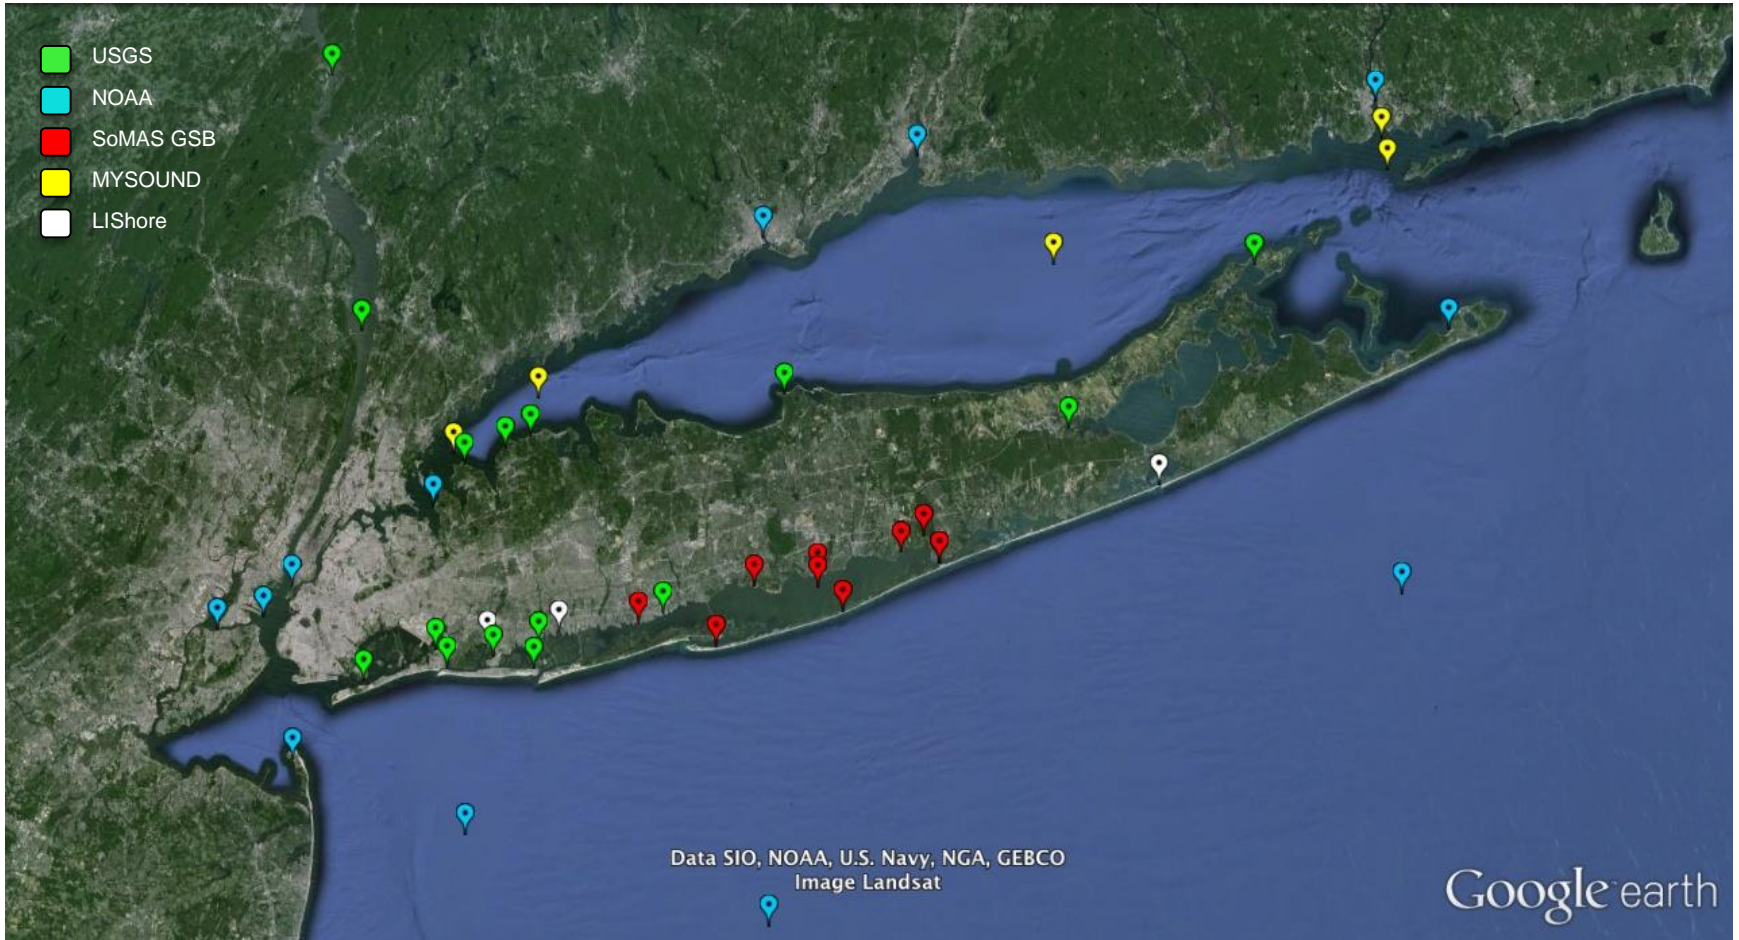 USGS
NOAA
SoMAS GSB
MYSOUND
LIShore
Data SIO, NOAA, U.S. Navy, NGA, GEBCO
Image Landsat
Google earth